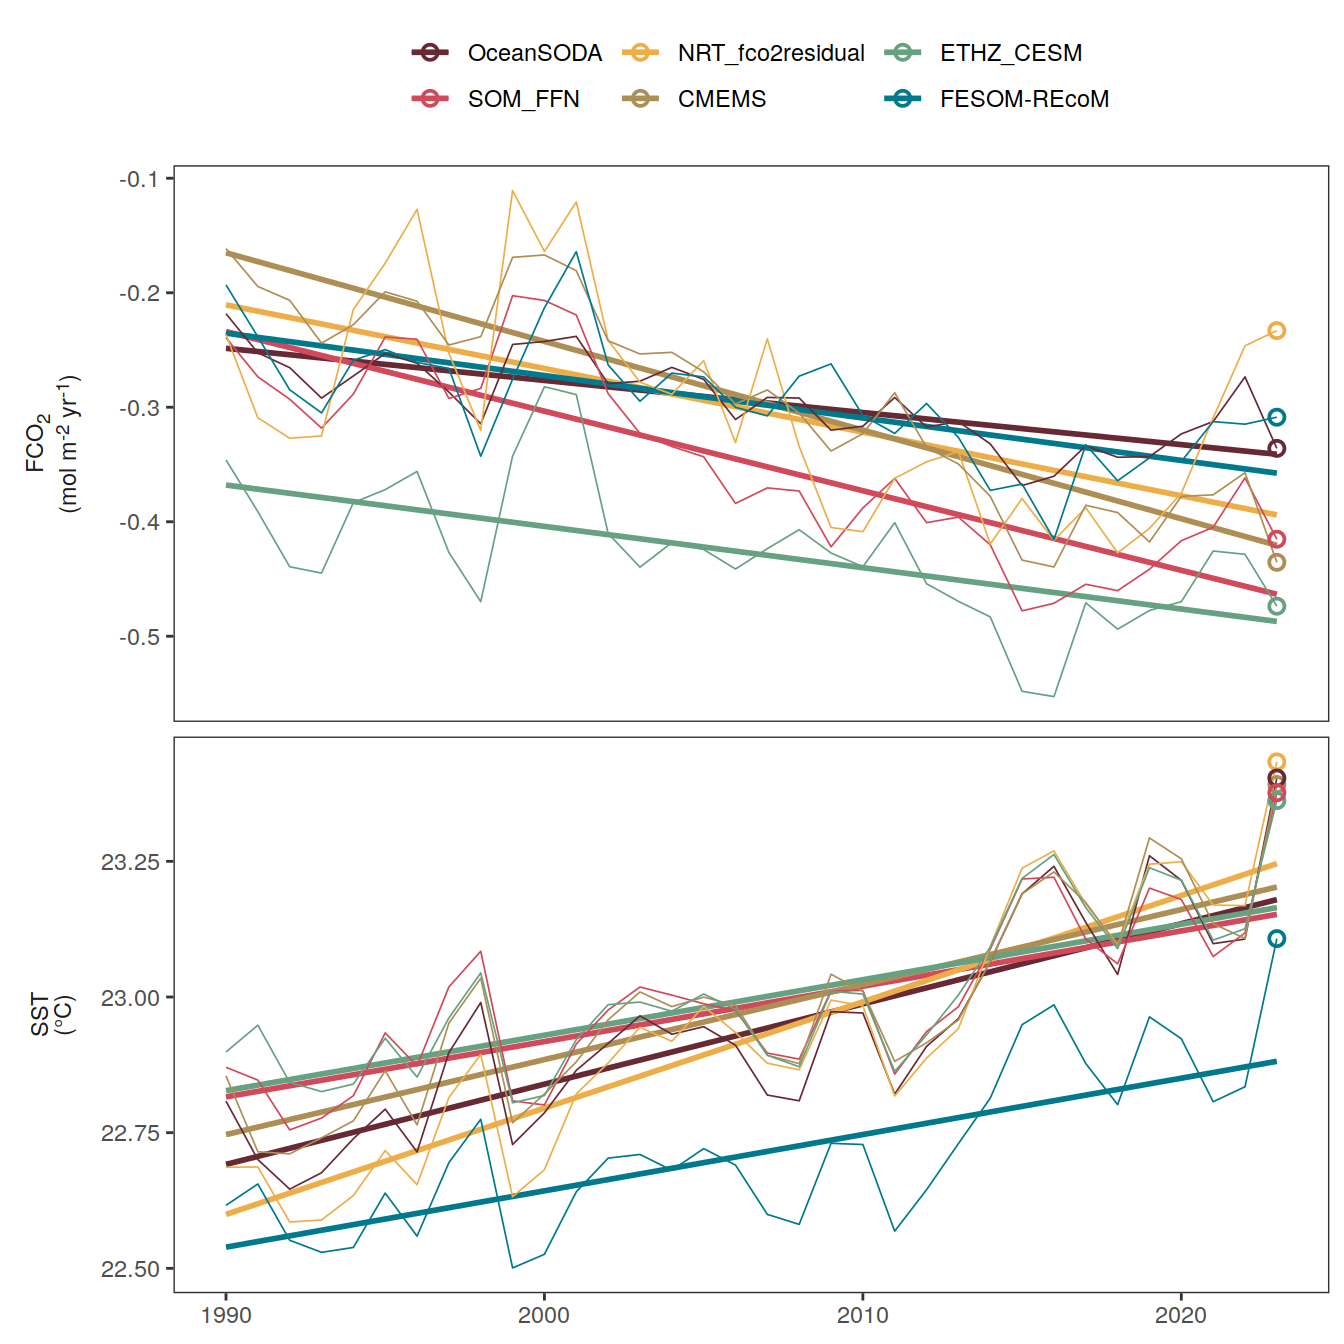 OceanSODA NRT_fco2residual ETHZ_CESM
SOM_FFN CMEMS FESOM-REcoM
-0.1
-0.2
-0.3
-0.4
-0.5
FCO₂
(mol m⁻² yr⁻¹)
23.25
23.00
22.75
22.50
SST
(°C)
1990 2000 2010 2020